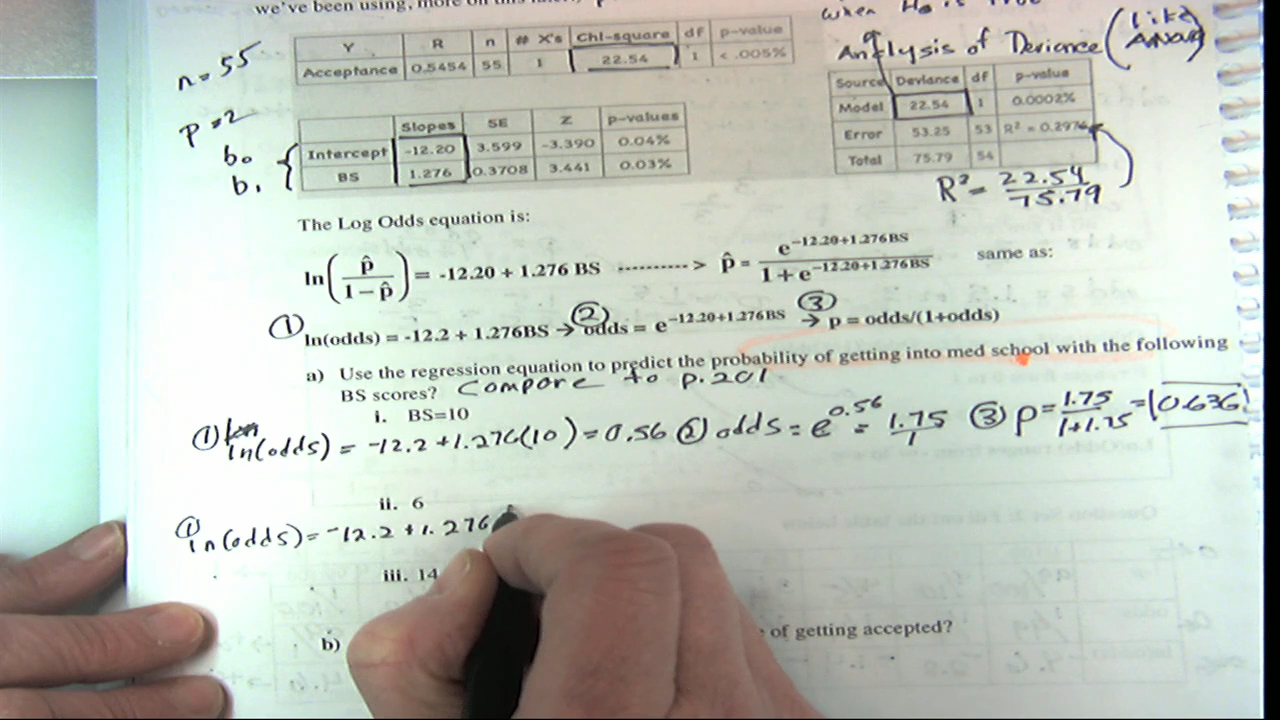 we've been using, more on this later
when Ho is True
n = 55
Y R n # X's Chi-square df p-value
Acceptance 0.5454 55 1 22.54 1 < .005%
Analysis of Deviance (like ANOVA)
Source Deviance df p-value
Model 22.54 1 0.0002%
Error 53.25 53 R² = 0.2974
Total 75.79 54
R² = 22.54/75.79
p = 2
b0
b1
Slopes SE Z p-values
Intercept -12.20 3.599 -3.390 0.04%
BS 1.276 0.3708 3.441 0.03%
The Log Odds equation is:
ln(p̂/(1-p̂)) = -12.20 + 1.276 BS ----------> p̂ = e^(-12.20+1.276BS)/(1+e^(-12.20+1.276BS)) same as:
① ln(odds) = -12.2 + 1.276BS → ② odds = e^(-12.20+1.276BS) ③ → p = odds/(1+odds)
a) Use the regression equation to predict the probability of getting into med school with the following
BS scores? Compare to p.201
i. BS=10
① ln(odds) = -12.2 + 1.276(10) = 0.56 ② odds = e^0.56 = 1.75/1 ③ p = 1.75/(1+1.75) = 0.636
ii. 6
① ln(odds) = -12.2 + 1.276
iii. 14
b) of getting accepted?